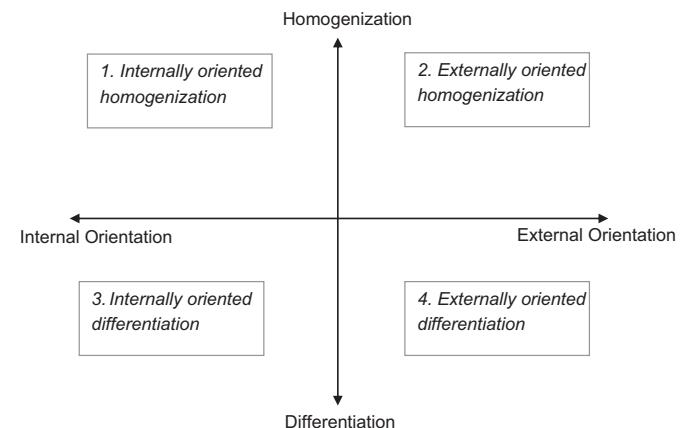 Homogenization
1. Internally oriented
homogenization
2. Externally oriented
homogenization
Internal Orientation
External Orientation
3. Internally oriented
differentiation
4. Externally oriented
differentiation
Differentiation